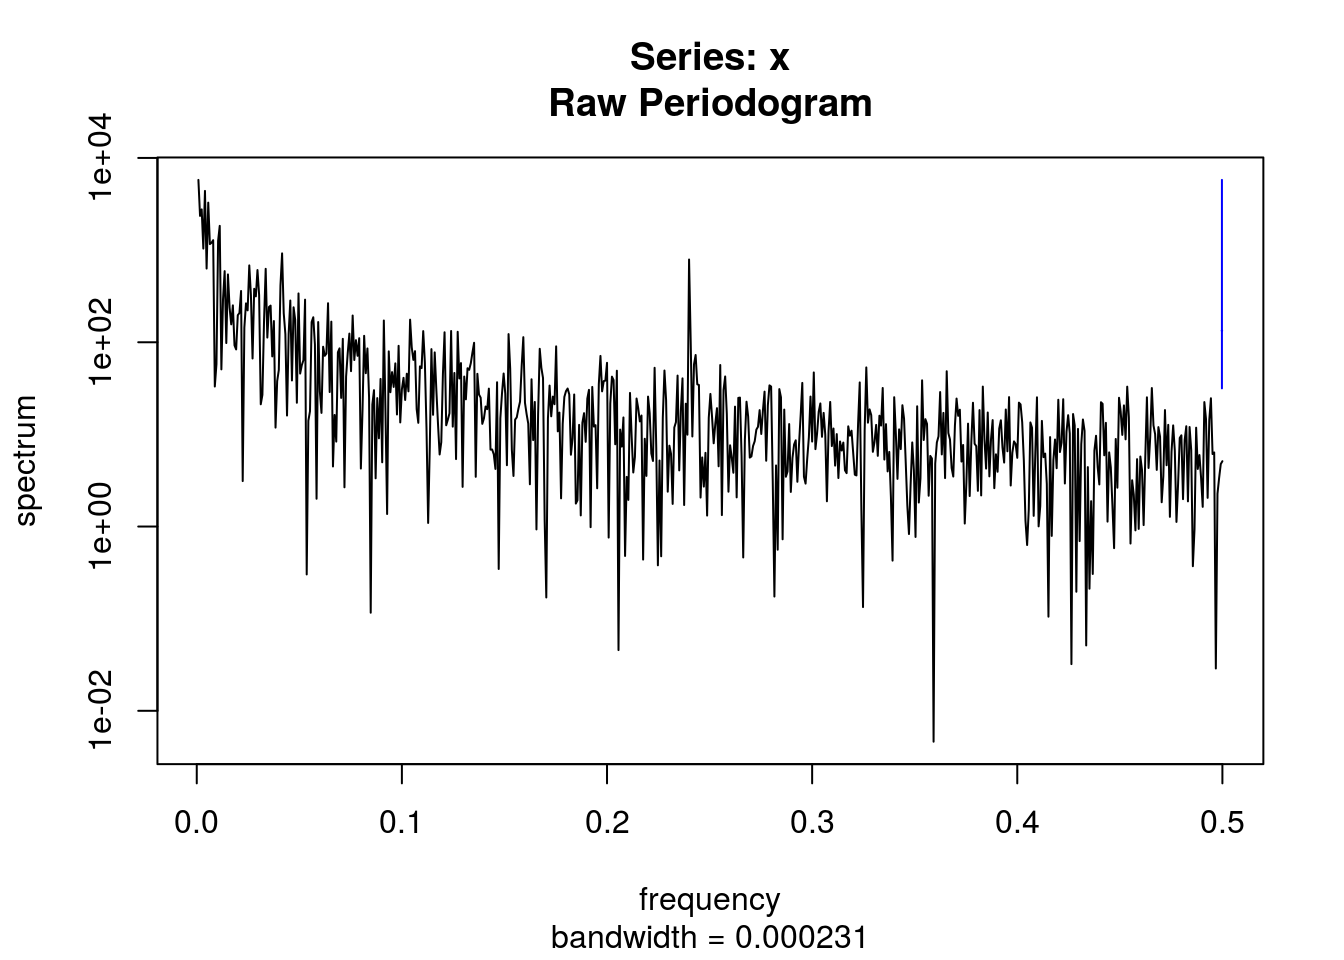 Series: x
Raw Periodogram
1e+04
1e+02
1e+00
1e-02
spectrum
0.0 0.1 0.2 0.3 0.4 0.5
frequency
bandwidth = 0.000231